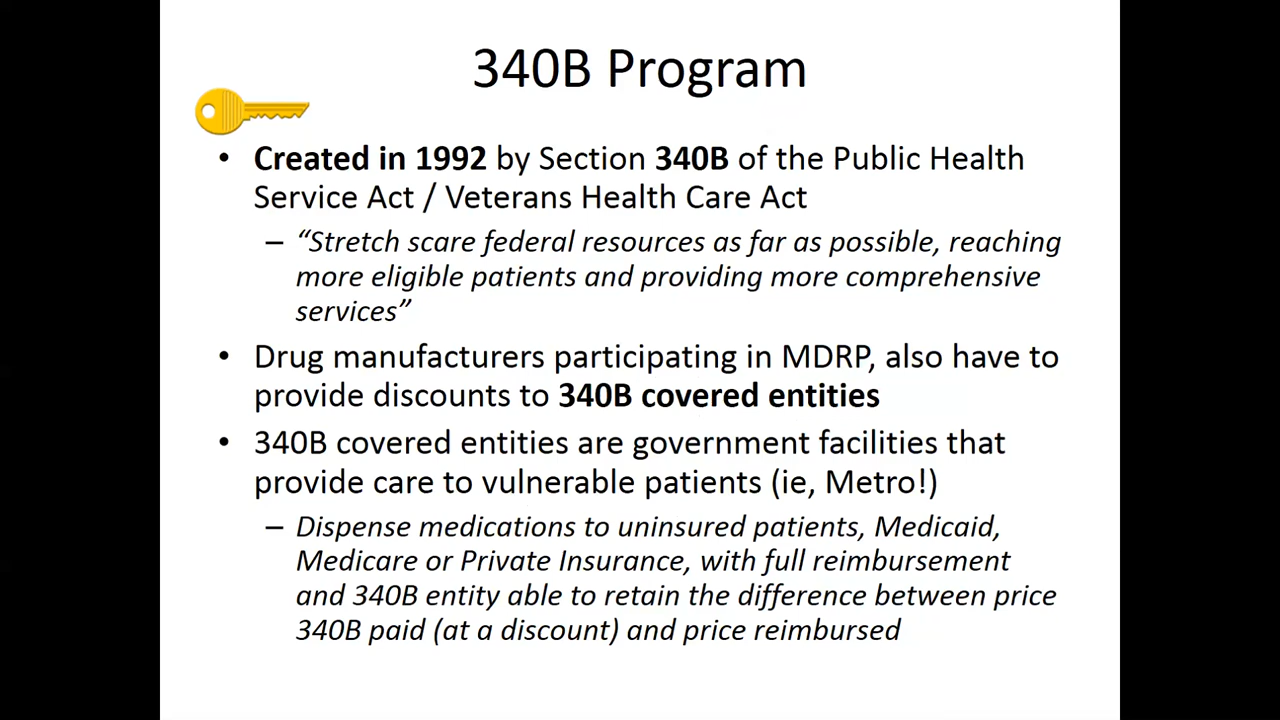 340B Program
• Created in 1992 by Section 340B of the Public Health
Service Act / Veterans Health Care Act
– “Stretch scare federal resources as far as possible, reaching
more eligible patients and providing more comprehensive
services”
• Drug manufacturers participating in MDRP, also have to
provide discounts to 340B covered entities
• 340B covered entities are government facilities that
provide care to vulnerable patients (ie, Metro!)
– Dispense medications to uninsured patients, Medicaid,
Medicare or Private Insurance, with full reimbursement
and 340B entity able to retain the difference between price
340B paid (at a discount) and price reimbursed